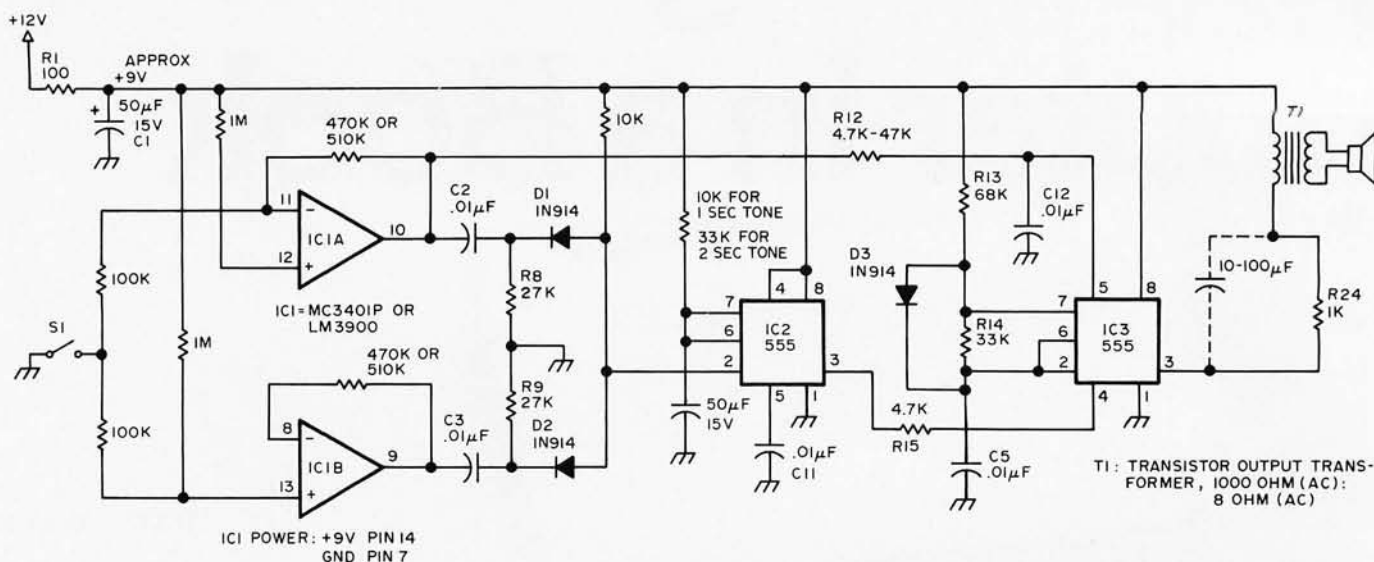 +12V
R1
100
APPROX
+9V
+
50µF
15V
C1
1M
470K OR
510K
11
−
IC1A
10
12
+
IC1=MC3401P OR
LM3900
100K
S1
1M
100K
470K OR
510K
8
−
IC1B
9
13
+
IC1 POWER: +9V PIN 14
GND PIN 7
C2
.01µF
D1
1N914
R8
27K
R9
27K
C3
.01µF
D2
1N914
10K
10K FOR
1 SEC TONE
33K FOR
2 SEC TONE
7
6
2
4
8
IC2
555
3
5
1
50µF
15V
.01µF
C11
R12
4.7K-47K
R13
68K
C12
.01µF
D3
1N914
R14
33K
7
6
2
5
8
IC3
555
3
4
1
4.7K
R15
C5
.01µF
T1
10-100µF
R24
1K
T1: TRANSISTOR OUTPUT TRANS-
FORMER, 1000 OHM (AC):
8 OHM (AC)